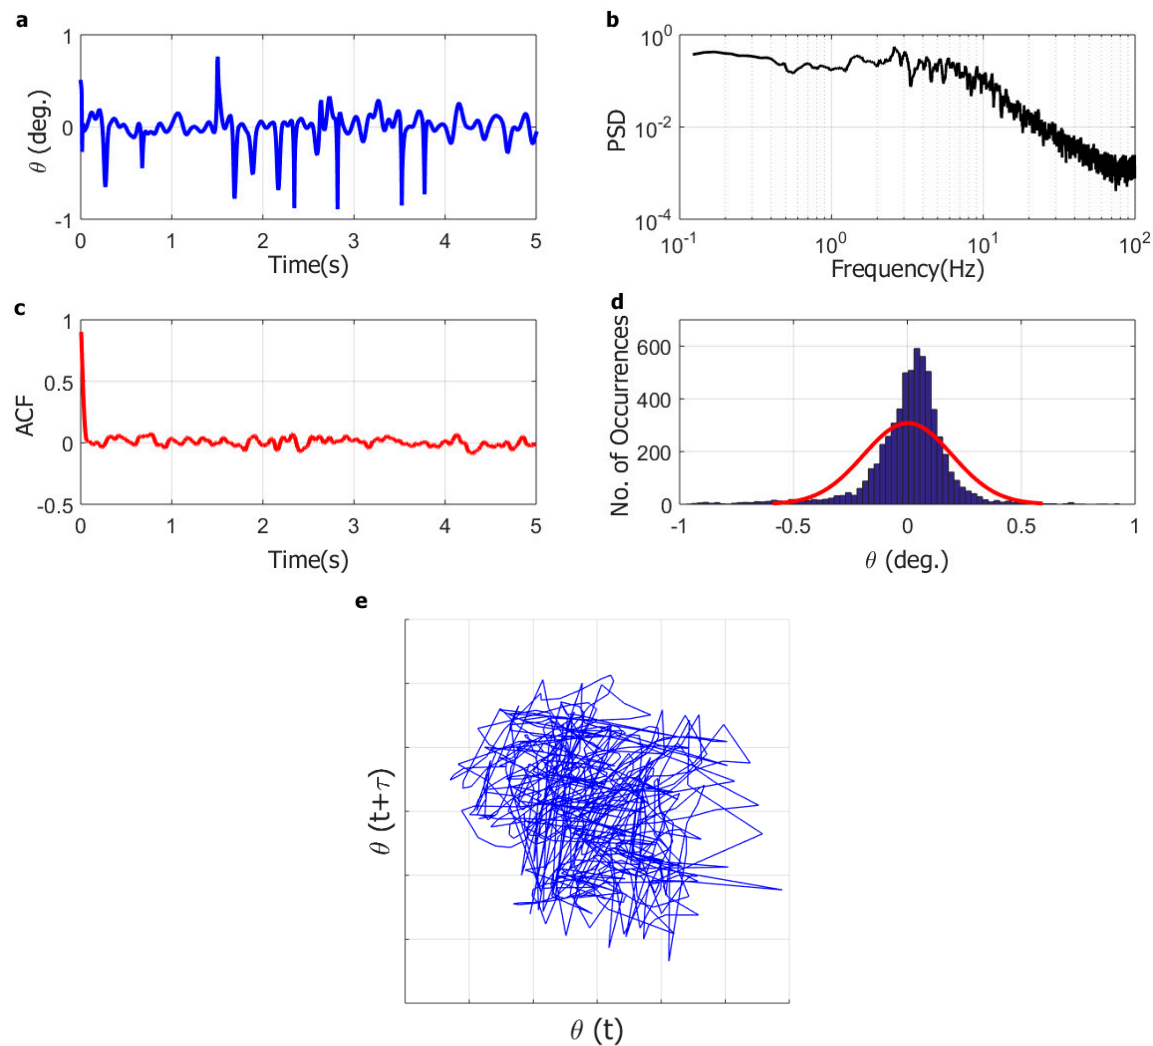 a
1
0
-1
θ (deg.)
0 1 2 3 4 5
Time(s)
b
10^0
10^-2
10^-4
PSD
10^-1 10^0 10^1 10^2
Frequency(Hz)
c
1
0.5
0
-0.5
ACF
0 1 2 3 4 5
Time(s)
d
600
400
200
0
No. of Occurrences
-1 -0.5 0 0.5 1
θ (deg.)
e
θ (t+τ)
θ (t)